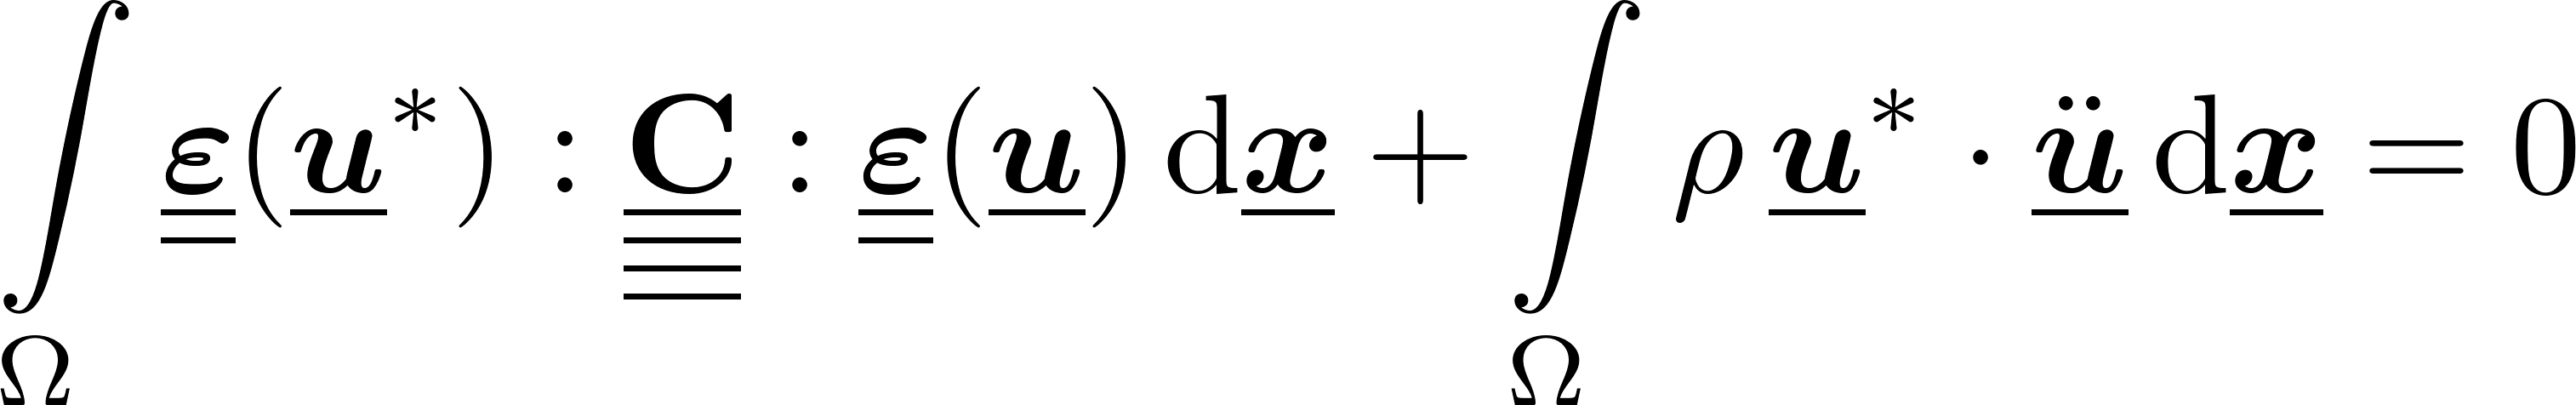 ∫_Ω ε(u*) : C : ε(u) dx + ∫_Ω ρ u* · ü dx = 0